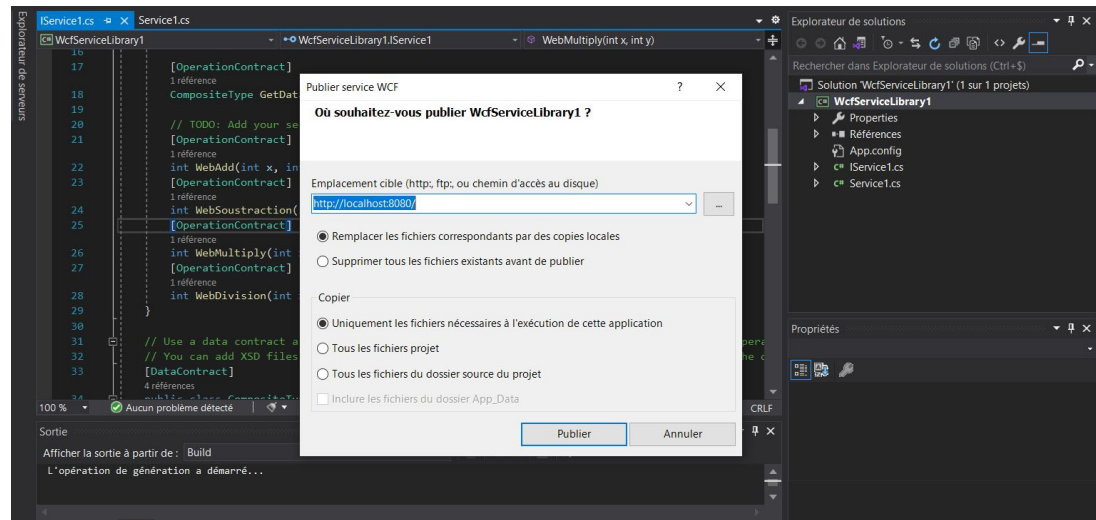 Explorateur de serveurs
IService1.cs
Service1.cs
WcfServiceLibrary1
WcfServiceLibrary1.IService1
WebMultiply(int x, int y)
16
17 [OperationContract]
1 référence
18 CompositeType GetDat
19
20 // TODO: Add your se
21 [OperationContract]
1 référence
22 int WebAdd(int x, in
23 [OperationContract]
1 référence
24 int WebSoustraction(
25 [OperationContract]
1 référence
26 int WebMultiply(int
27 [OperationContract]
1 référence
28 int WebDivision(int
29 }
30
31 // Use a data contract a
32 // You can add XSD files
33 [DataContract]
4 références
34 public class CompositeTy
100 %
Aucun problème détecté
CRLF
Sortie
Afficher la sortie à partir de : Build
L'opération de génération a démarré...
Publier service WCF
?
Où souhaitez-vous publier WcfServiceLibrary1 ?
Emplacement cible (http:, ftp:, ou chemin d'accès au disque)
http://localhost:8080/
...
Remplacer les fichiers correspondants par des copies locales
Supprimer tous les fichiers existants avant de publier
Copier
Uniquement les fichiers nécessaires à l'exécution de cette application
Tous les fichiers projet
Tous les fichiers du dossier source du projet
Inclure les fichiers du dossier App_Data
Publier
Annuler
Explorateur de solutions
Rechercher dans Explorateur de solutions (Ctrl+$)
Solution 'WcfServiceLibrary1' (1 sur 1 projets)
WcfServiceLibrary1
Properties
Références
App.config
IService1.cs
Service1.cs
Propriétés